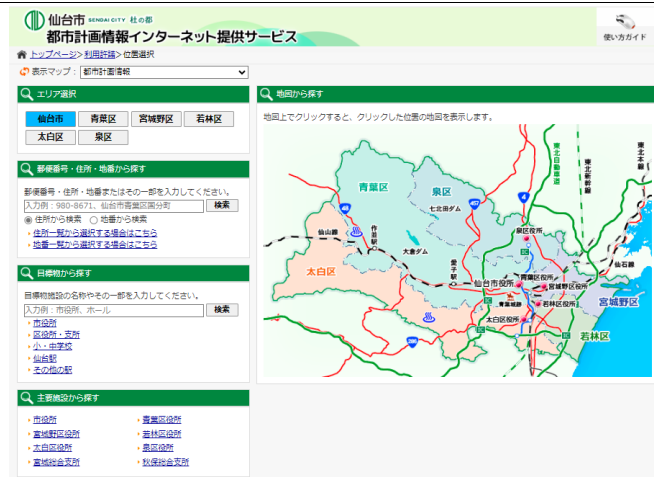 仙台市 SENDAI CITY 杜の都
都市計画情報インターネット提供サービス
使い方ガイド
トップページ>利用許諾>位置選択
表示マップ: 都市計画情報
エリア選択
仙台市 青葉区 宮城野区 若林区
太白区 泉区
郵便番号・住所・地番から探す
郵便番号・住所・地番またはその一部を入力してください。
入力例:980-8671、仙台市青葉区国分町 検索
住所から検索 地番から検索
住所一覧から選択する場合はこちら
地番一覧から選択する場合はこちら
目標物から探す
目標物施設の名称やその一部を入力してください。
入力例:市役所、ホール 検索
市役所
区役所・支所
小・中学校
仙台駅
その他の駅
主要施設から探す
市役所 青葉区役所
宮城野区役所 若林区役所
太白区役所 泉区役所
宮城総合支所 秋保総合支所
地図から探す
地図上でクリックすると、クリックした位置の地図を表示します。
東北自動車道
東北新幹線
東北本線
青葉区
泉区
七北田ダム
48
457
4
仙山線
作並駅
大倉ダム
愛子駅
泉区役所
仙石線
太白区
仙台市役所
青葉区役所
宮城野区役所
宮城野区
青葉城跡
若林区役所
太白区役所
若林区
286